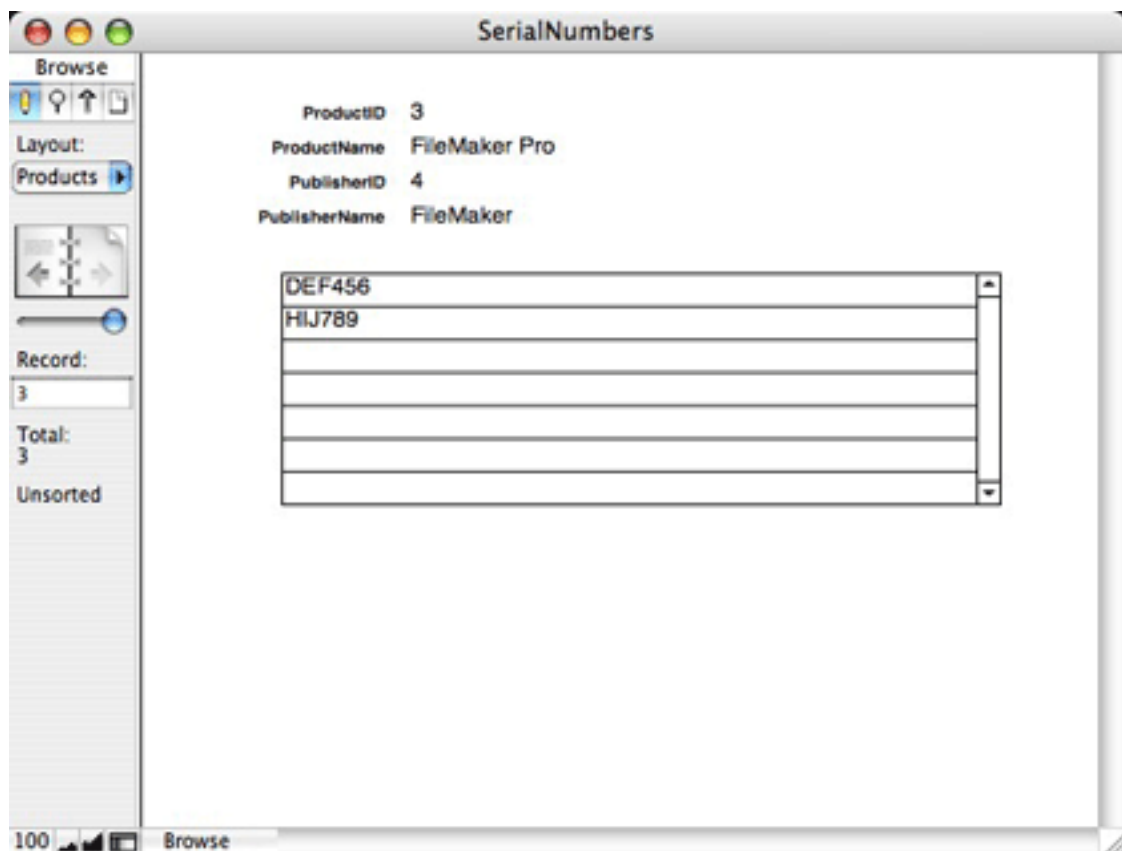 SerialNumbers
Browse
Layout:
Products
Record:
3
Total:
3
Unsorted
ProductID 3
ProductName FileMaker Pro
PublisherID 4
PublisherName FileMaker
DEF456
HIJ789
100 Browse